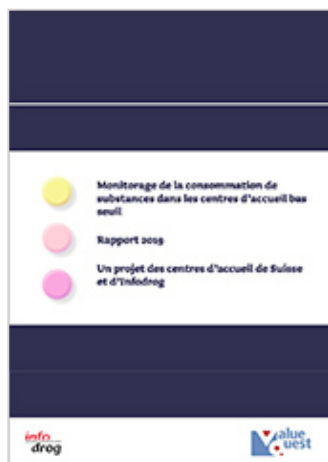 Monitorage de la consommation de
substances dans les centres d'accueil bas
seuil
Rapport 2019
Un projet des centres d'accueil de Suisse
et d'Infodrog
info
drog
Value
Quest